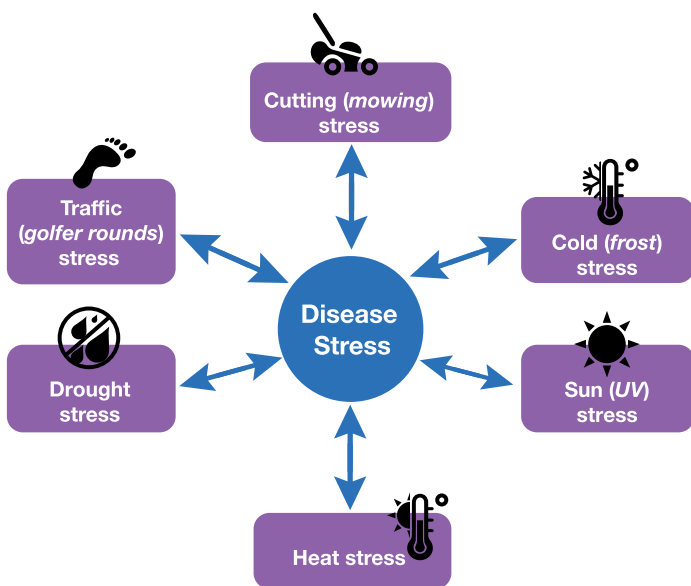 Cutting (mowing)
stress
Traffic
(golfer rounds)
stress
Cold (frost)
stress
Disease
Stress
Drought
stress
Sun (UV)
stress
Heat stress